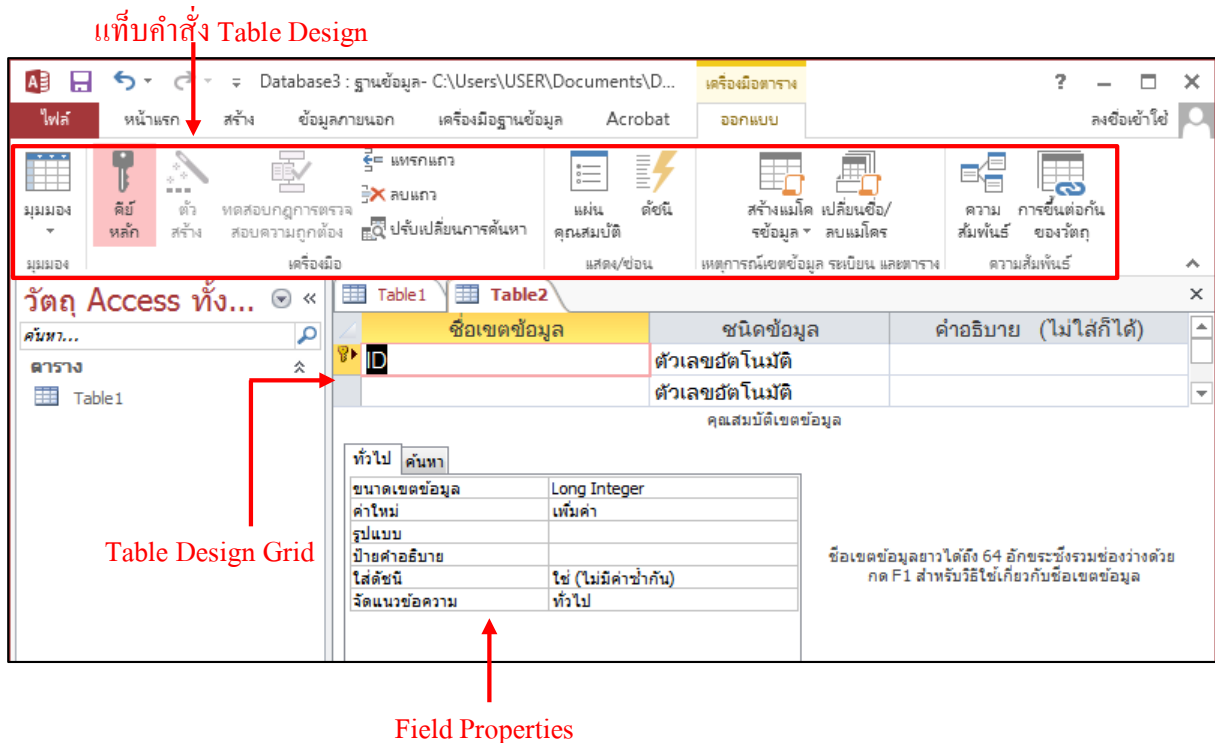 แท็บคำสั่ง Table Design
Database3 : ฐานข้อมูล- C:\Users\USER\Documents\D...
เครื่องมือตาราง
?
ไฟล์ หน้าแรก สร้าง ข้อมูลภายนอก เครื่องมือฐานข้อมูล Acrobat ออกแบบ ลงชื่อเข้าใช้
มุมมอง
คีย์
หลัก
ตัว
สร้าง
ทดสอบกฎการตรวจ
สอบความถูกต้อง
แทรกแถว
ลบแถว
ปรับเปลี่ยนการค้นหา
แผ่น
คุณสมบัติ
ดัชนี
สร้างแมโค
รข้อมูล
เปลี่ยนชื่อ/
ลบแมโคร
ความ
สัมพันธ์
การขึ้นต่อกัน
ของวัตถุ
มุมมอง เครื่องมือ แสดง/ซ่อน เหตุการณ์เขตข้อมูล ระเบียน และตาราง ความสัมพันธ์
วัตถุ Access ทั้ง...
ค้นหา...
ตาราง
Table1
Table1 Table2
ชื่อเขตข้อมูล ชนิดข้อมูล คำอธิบาย (ไม่ใส่ก็ได้)
ID ตัวเลขอัตโนมัติ
ตัวเลขอัตโนมัติ
คุณสมบัติเขตข้อมูล
ทั่วไป ค้นหา
ขนาดเขตข้อมูล Long Integer
ค่าใหม่ เพิ่มค่า
รูปแบบ
ป้ายคำอธิบาย
ใส่ดัชนี ใช่ (ไม่มีค่าซ้ำกัน)
จัดแนวข้อความ ทั่วไป
ชื่อเขตข้อมูลยาวได้ถึง 64 อักขระซึ่งรวมช่องว่างด้วย
กด F1 สำหรับวิธีใช้เกี่ยวกับชื่อเขตข้อมูล
Table Design Grid
Field Properties